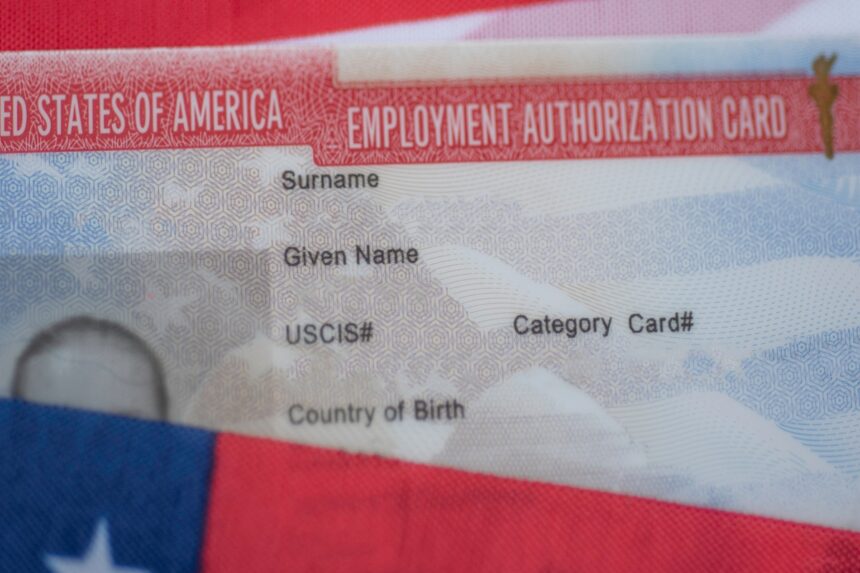 ED STATES OF AMERICA
EMPLOYMENT AUTHORIZATION CARD
Surname
Given Name
USCIS#
Category Card#
Country of Birth